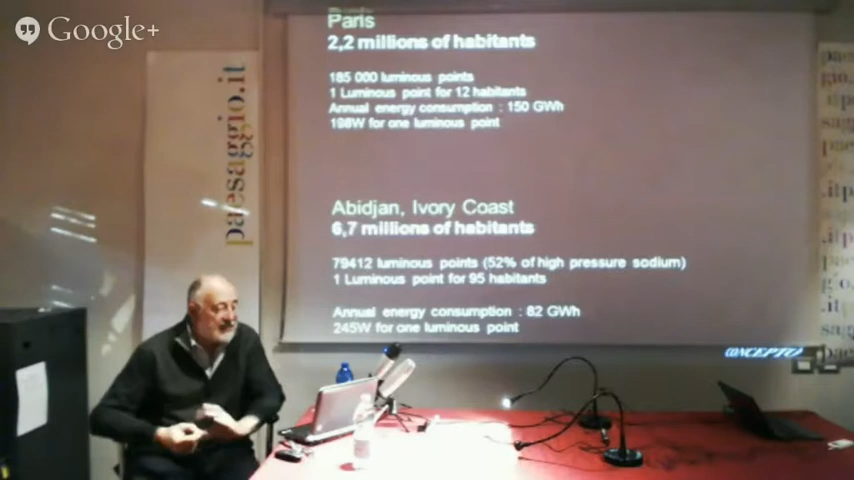 Google+
Paris
2,2 millions of habitants
185 000 luminous points
1 Luminous point for 12 habitants
Annual energy consumption : 150 GWh
198W for one luminous point
Abidjan, Ivory Coast
6,7 millions of habitants
79412 luminous points (52% of high pressure sodium)
1 Luminous point for 95 habitants
Annual energy consumption : 82 GWh
245W for one luminous point
CONCEPTO
paesaggio.it